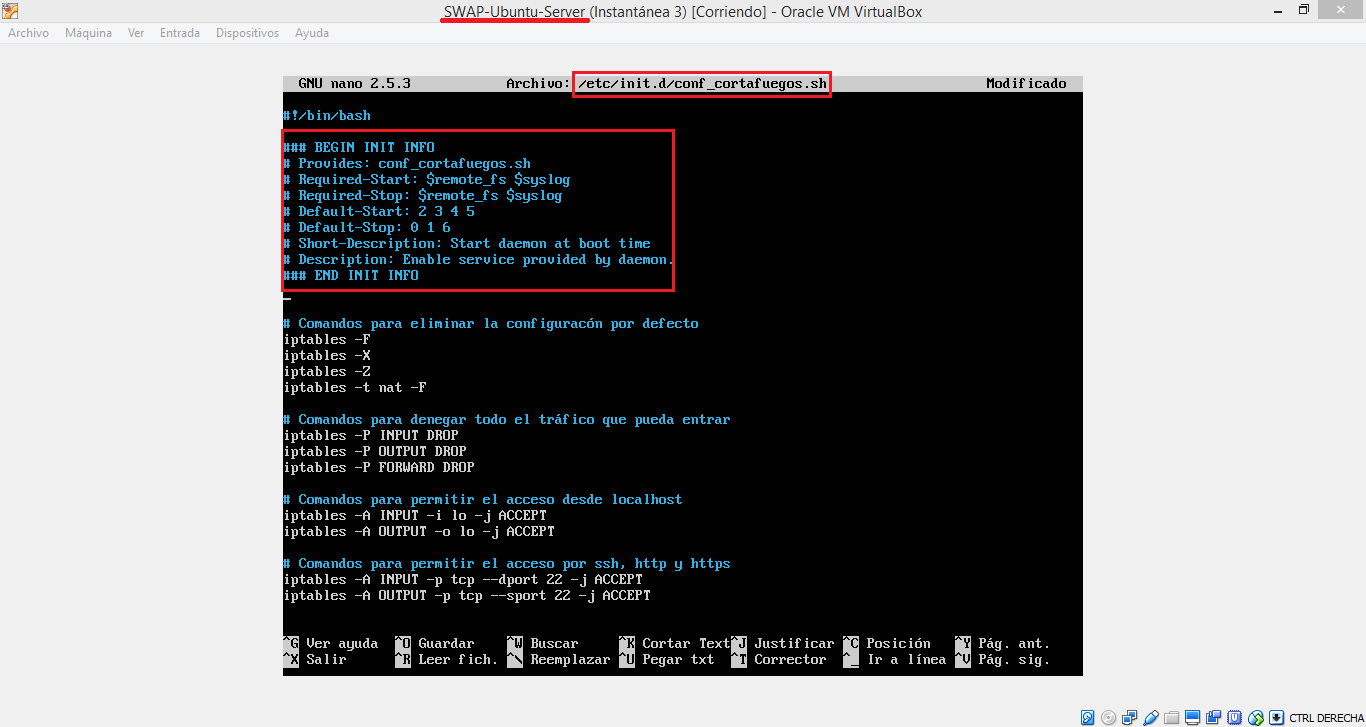 SWAP-Ubuntu-Server (Instantánea 3) [Corriendo] - Oracle VM VirtualBox
Archivo Máquina Ver Entrada Dispositivos Ayuda
GNU nano 2.5.3 Archivo: /etc/init.d/conf_cortafuegos.sh Modificado
#!/bin/bash
### BEGIN INIT INFO
# Provides: conf_cortafuegos.sh
# Required-Start: $remote_fs $syslog
# Required-Stop: $remote_fs $syslog
# Default-Start: 2 3 4 5
# Default-Stop: 0 1 6
# Short-Description: Start daemon at boot time
# Description: Enable service provided by daemon.
### END INIT INFO
# Comandos para eliminar la configuracón por defecto
iptables -F
iptables -X
iptables -Z
iptables -t nat -F
# Comandos para denegar todo el tráfico que pueda entrar
iptables -P INPUT DROP
iptables -P OUTPUT DROP
iptables -P FORWARD DROP
# Comandos para permitir el acceso desde localhost
iptables -A INPUT -i lo -j ACCEPT
iptables -A OUTPUT -o lo -j ACCEPT
# Comandos para permitir el acceso por ssh, http y https
iptables -A INPUT -p tcp --dport 22 -j ACCEPT
iptables -A OUTPUT -p tcp --sport 22 -j ACCEPT
^G Ver ayuda ^O Guardar ^W Buscar ^K Cortar Text ^J Justificar ^C Posición ^Y Pág. ant.
^X Salir ^R Leer fich. ^\ Reemplazar ^U Pegar txt ^T Corrector ^_ Ir a línea ^V Pág. sig.
CTRL DERECHA